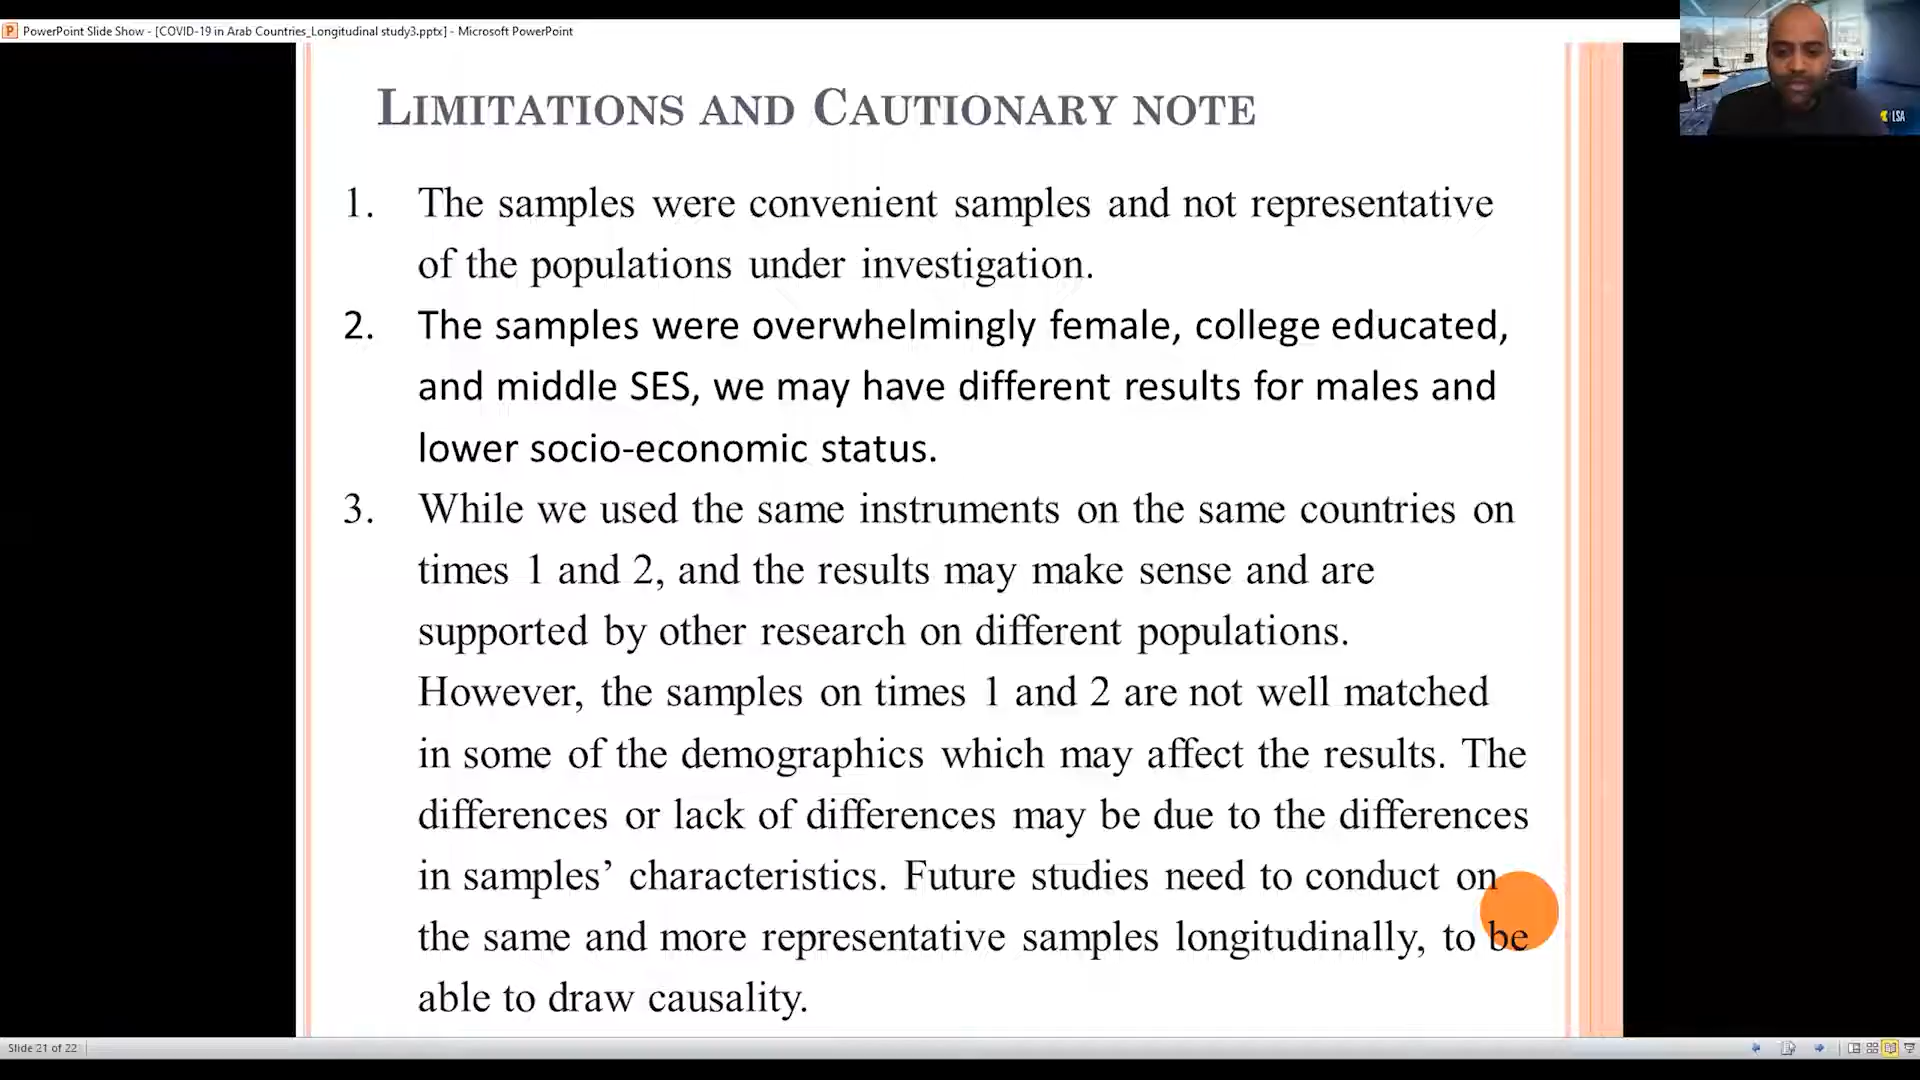 PowerPoint Slide Show - [COVID-19 in Arab Countries_Longitudinal study3.pptx] - Microsoft PowerPoint
LSA
LIMITATIONS AND CAUTIONARY NOTE
1. The samples were convenient samples and not representative
of the populations under investigation.
2. The samples were overwhelmingly female, college educated,
and middle SES, we may have different results for males and
lower socio-economic status.
3. While we used the same instruments on the same countries on
times 1 and 2, and the results may make sense and are
supported by other research on different populations.
However, the samples on times 1 and 2 are not well matched
in some of the demographics which may affect the results. The
differences or lack of differences may be due to the differences
in samples’ characteristics. Future studies need to conduct on
the same and more representative samples longitudinally, to be
able to draw causality.
Slide 21 of 22